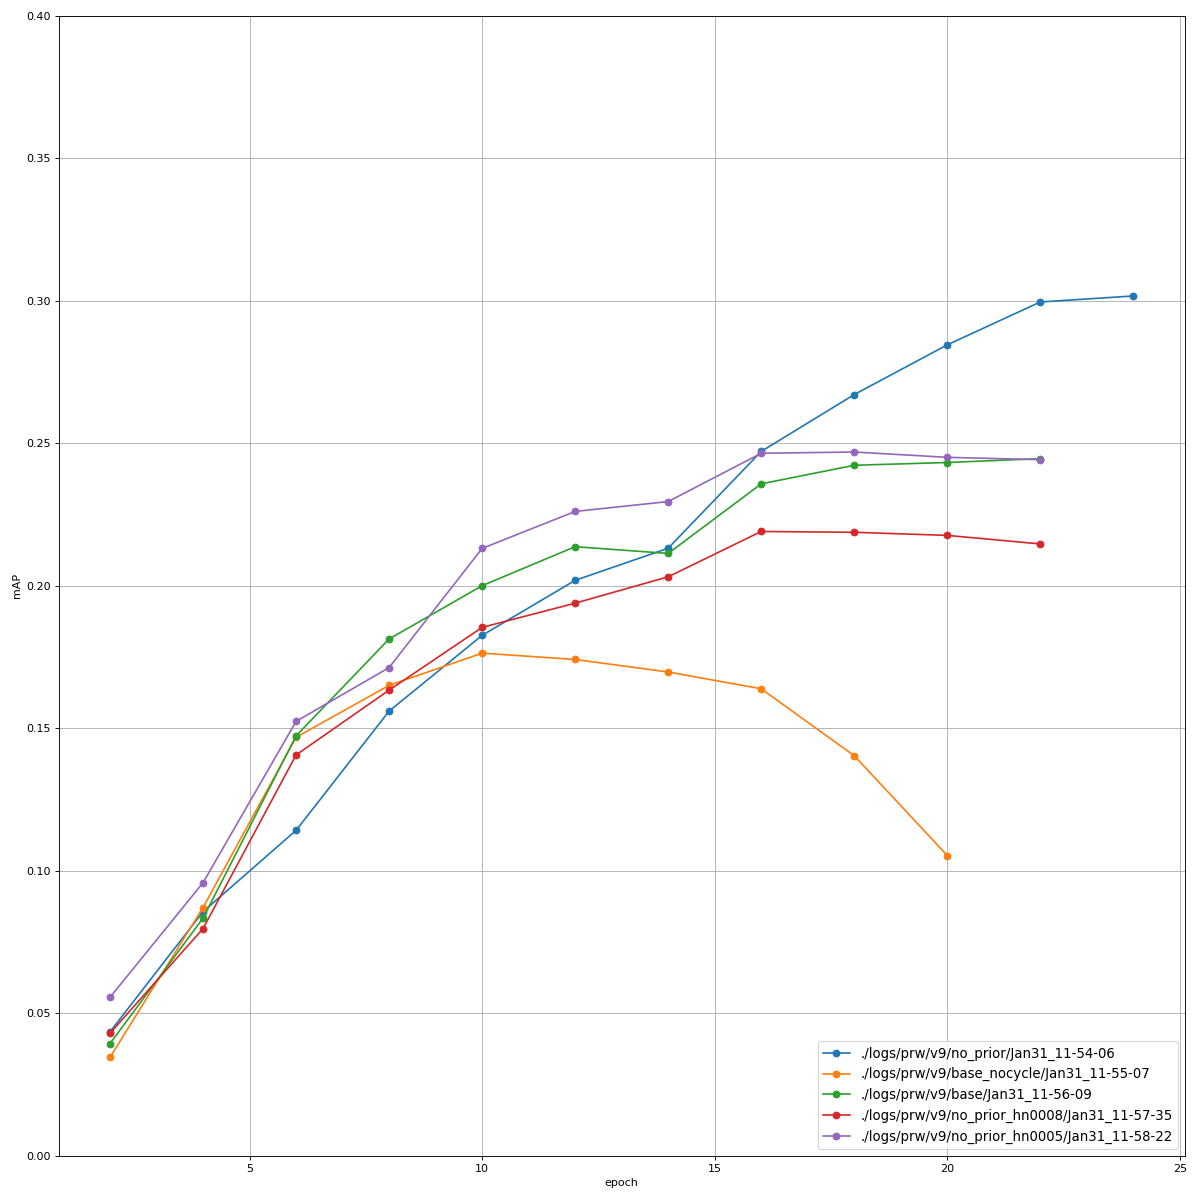 0.40
0.35
0.30
0.25
0.20
0.15
0.10
0.05
0.00
mAP
5
10
15
20
25
epoch
./logs/prw/v9/no_prior/Jan31_11-54-06
./logs/prw/v9/base_nocycle/Jan31_11-55-07
./logs/prw/v9/base/Jan31_11-56-09
./logs/prw/v9/no_prior_hn0008/Jan31_11-57-35
./logs/prw/v9/no_prior_hn0005/Jan31_11-58-22